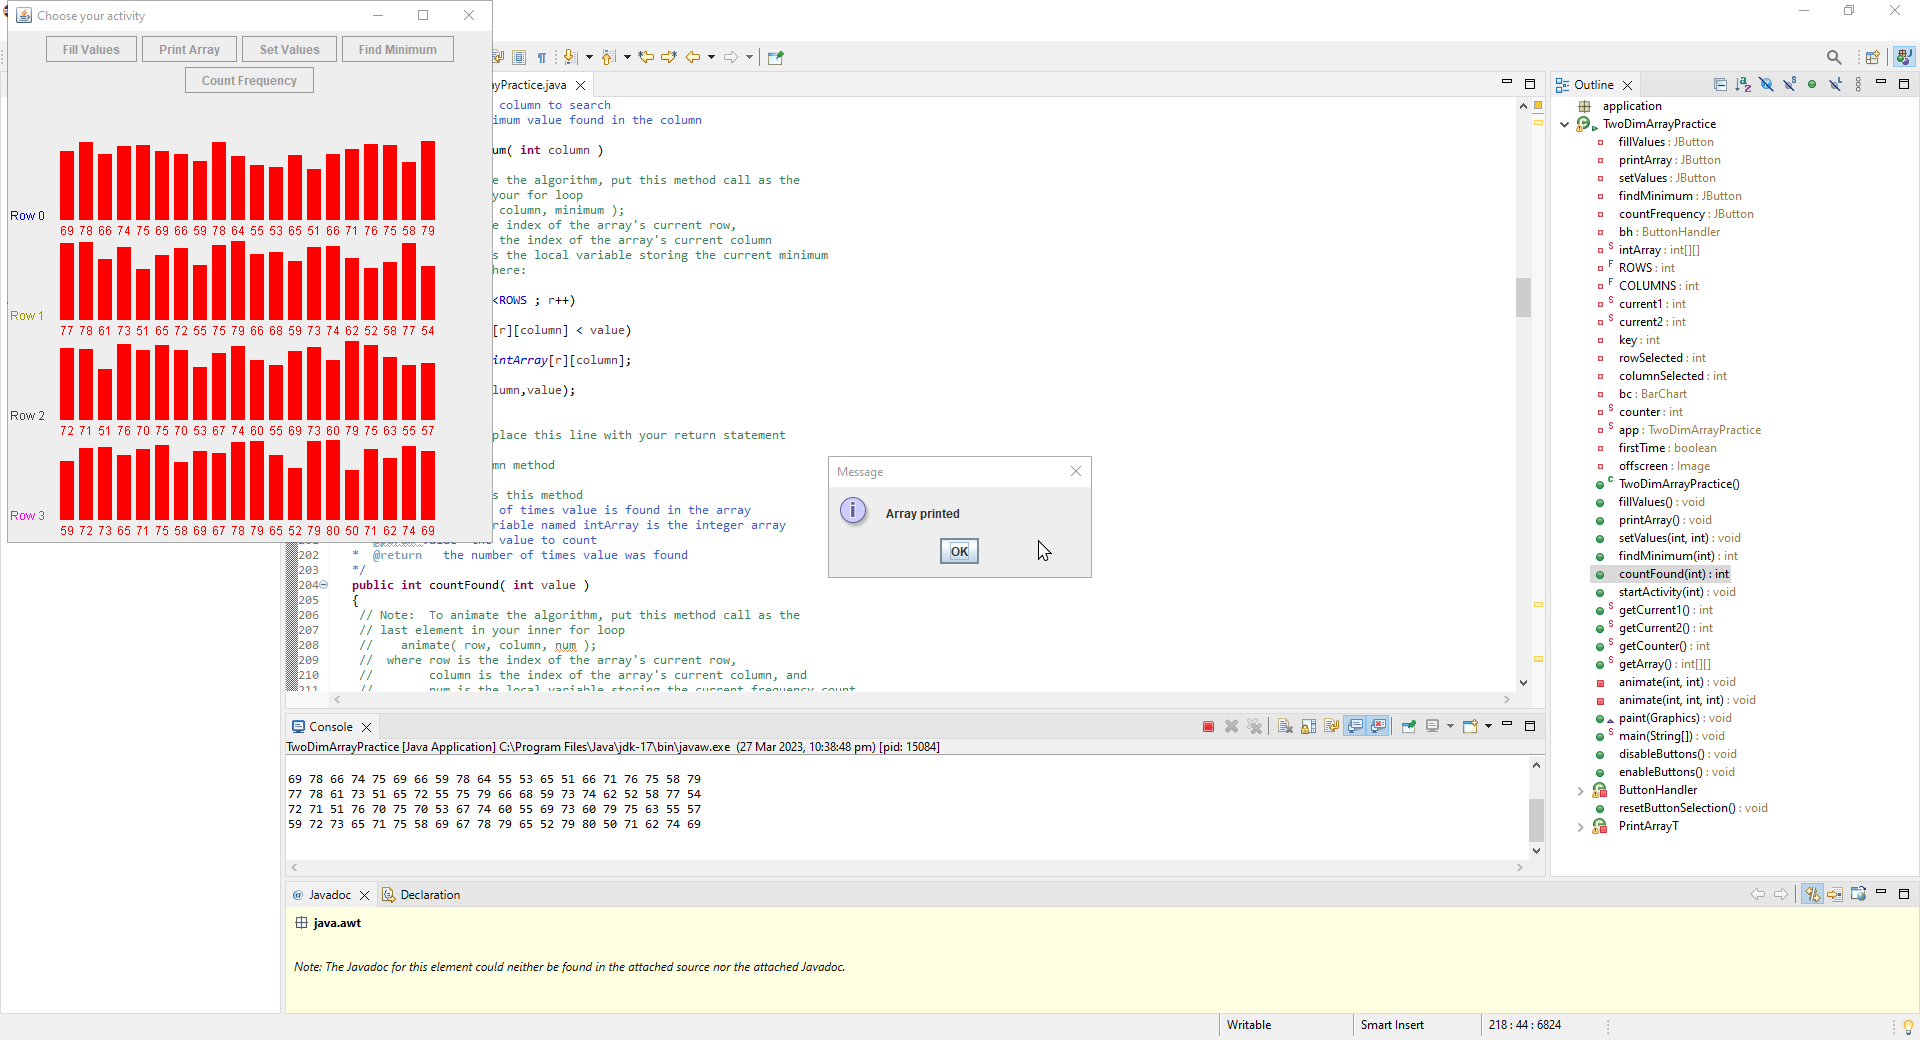 Choose your activity
Fill Values
Print Array
Set Values
Find Minimum
Count Frequency
Row 0
69 78 66 74 75 69 66 59 78 64 55 53 65 51 66 71 76 75 58 79
Row 1
77 78 61 73 51 65 72 55 75 79 66 68 59 73 74 62 52 58 77 54
Row 2
72 71 51 76 70 75 70 53 67 74 60 55 69 73 60 79 75 63 55 57
Row 3
59 72 73 65 71 75 58 69 67 78 79 65 52 79 80 50 71 62 74 69
yPractice.java
column to search
imum value found in the column
um( int column )
e the algorithm, put this method call as the
your for loop
column, minimum );
e index of the array's current row,
the index of the array's current column
s the local variable storing the current minimum
here:
<ROWS ; r++)
[r][column] < value)
intArray[r][column];
lumn,value);
place this line with your return statement
mn method
s this method
of times value is found in the array
riable named intArray is the integer array
the value to count
202 * @return the number of times value was found
203 */
204 public int countFound( int value )
205 {
206 // Note: To animate the algorithm, put this method call as the
207 // last element in your inner for loop
208 // animate( row, column, num );
209 // where row is the index of the array's current row,
210 // column is the index of the array's current column, and
211 // num is the local variable storing the current frequency count
Message
Array printed
OK
Console
TwoDimArrayPractice [Java Application] C:\Program Files\Java\jdk-17\bin\javaw.exe (27 Mar 2023, 10:38:48 pm) [pid: 15084]
69 78 66 74 75 69 66 59 78 64 55 53 65 51 66 71 76 75 58 79
77 78 61 73 51 65 72 55 75 79 66 68 59 73 74 62 52 58 77 54
72 71 51 76 70 75 70 53 67 74 60 55 69 73 60 79 75 63 55 57
59 72 73 65 71 75 58 69 67 78 79 65 52 79 80 50 71 62 74 69
@ Javadoc
Declaration
java.awt
Note: The Javadoc for this element could neither be found in the attached source nor the attached Javadoc.
Outline
application
TwoDimArrayPractice
fillValues : JButton
printArray : JButton
setValues : JButton
findMinimum : JButton
countFrequency : JButton
bh : ButtonHandler
intArray : int[][]
ROWS : int
COLUMNS : int
current1 : int
current2 : int
key : int
rowSelected : int
columnSelected : int
bc : BarChart
counter : int
app : TwoDimArrayPractice
firstTime : boolean
offscreen : Image
TwoDimArrayPractice()
fillValues() : void
printArray() : void
setValues(int, int) : void
findMinimum(int) : int
countFound(int) : int
startActivity(int) : void
getCurrent1() : int
getCurrent2() : int
getCounter() : int
getArray() : int[][]
animate(int, int) : void
animate(int, int, int) : void
paint(Graphics) : void
main(String[]) : void
disableButtons() : void
enableButtons() : void
ButtonHandler
resetButtonSelection() : void
PrintArrayT
Writable
Smart Insert
218 : 44 : 6824